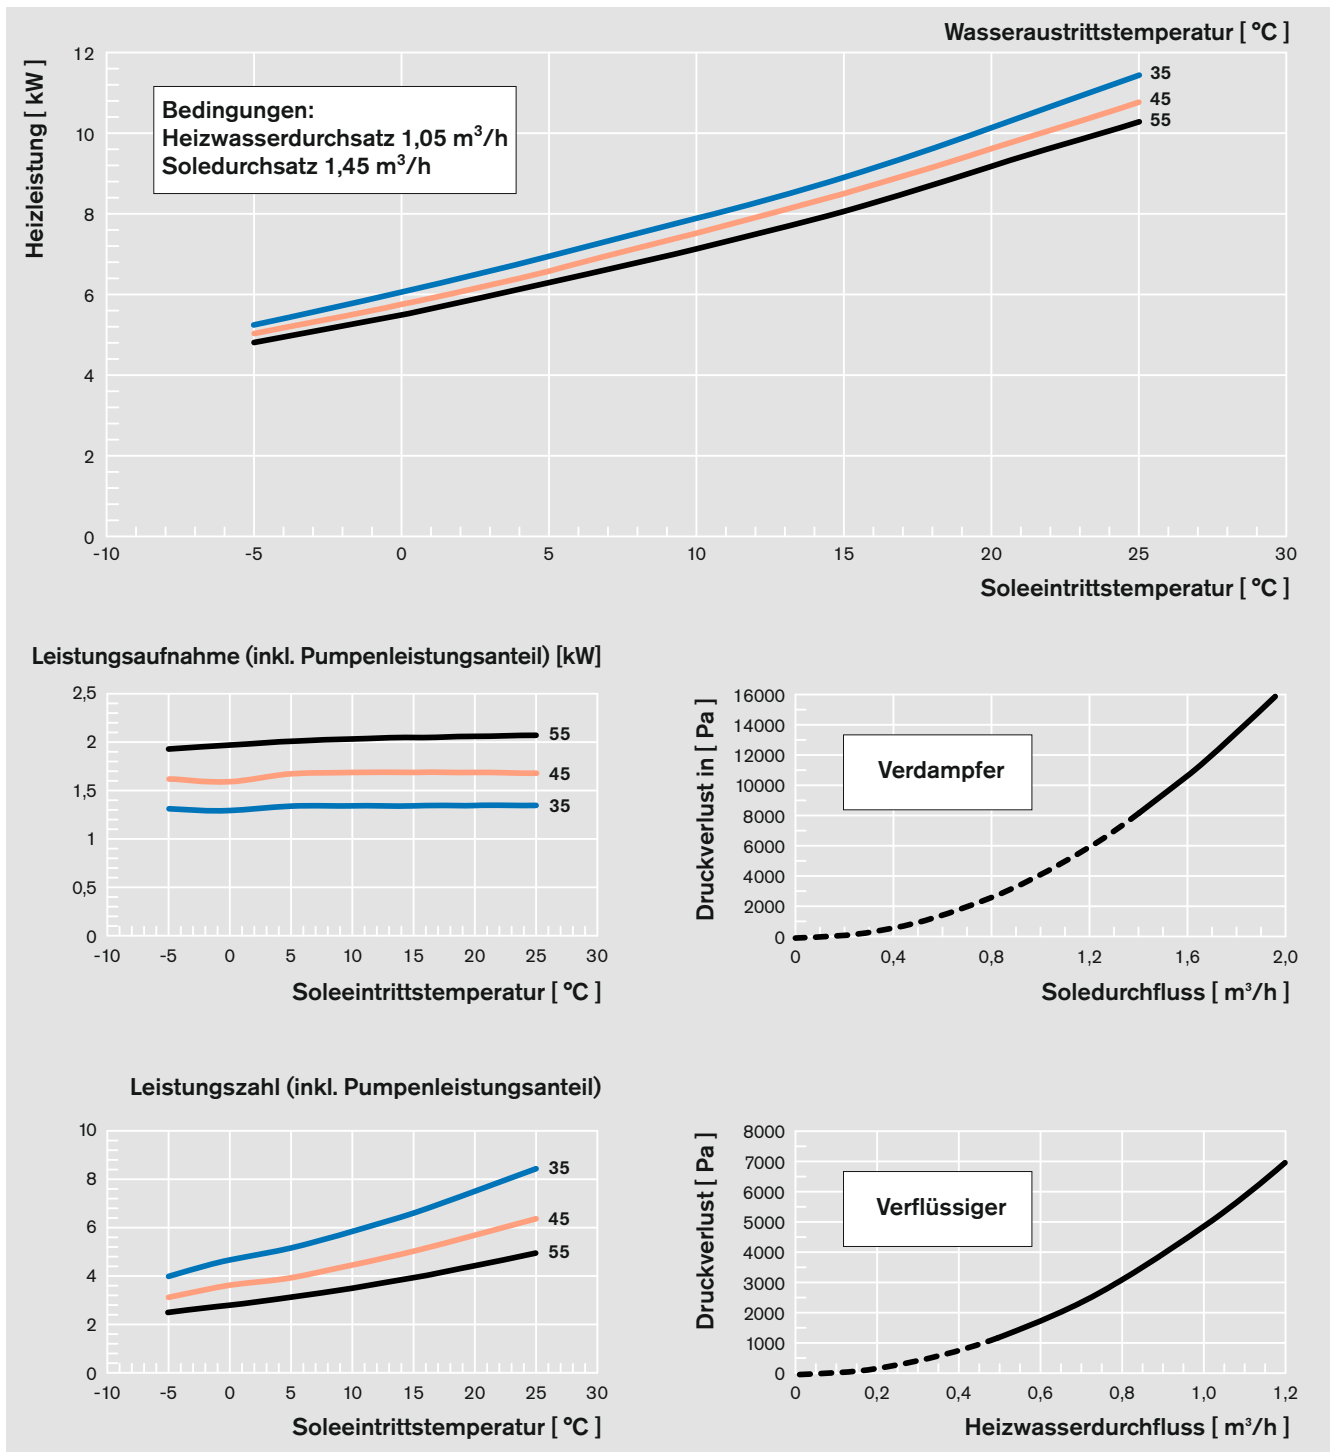 Wasseraustrittstemperatur [ °C ]
Heizleistung [ kW ]
12
10
8
6
4
2
0
Bedingungen:
Heizwasserdurchsatz 1,05 m³/h
Soledurchsatz 1,45 m³/h
35
45
55
-10 -5 0 5 10 15 20 25 30
Soleeintrittstemperatur [ °C ]
Leistungsaufnahme (inkl. Pumpenleistungsanteil) [kW]
2,5
2
1,5
1
0,5
0
55
45
35
-10 -5 0 5 10 15 20 25 30
Soleeintrittstemperatur [ °C ]
Druckverlust in [ Pa ]
16000
14000
12000
10000
8000
6000
4000
2000
0
Verdampfer
0 0,4 0,8 1,2 1,6 2,0
Soledurchfluss [ m³/h ]
Leistungszahl (inkl. Pumpenleistungsanteil)
10
8
6
4
2
0
35
45
55
-10 -5 0 5 10 15 20 25 30
Soleeintrittstemperatur [ °C ]
Druckverlust [ Pa ]
8000
7000
6000
5000
4000
3000
2000
1000
0
Verflüssiger
0 0,2 0,4 0,6 0,8 1,0 1,2
Heizwasserdurchfluss [ m³/h ]